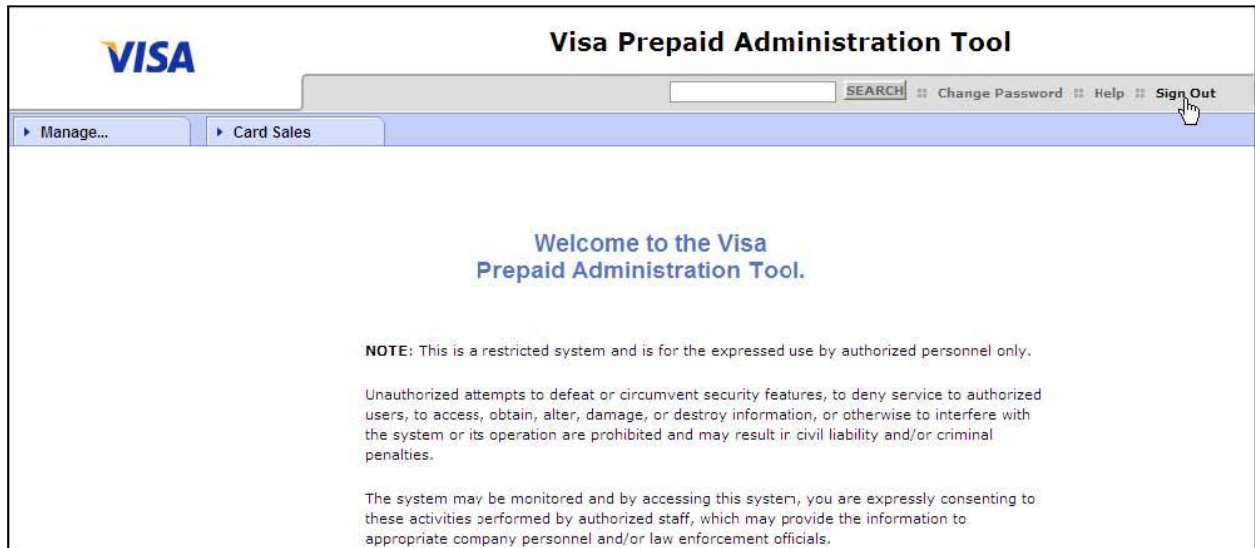 VISA
Visa Prepaid Administration Tool
SEARCH :: Change Password :: Help :: Sign Out
Manage...
Card Sales
Welcome to the Visa
Prepaid Administration Tool.
NOTE: This is a restricted system and is for the expressed use by authorized personnel only.
Unauthorized attempts to defeat or circumvent security features, to deny service to authorized
users, to access, obtain, alter, damage, or destroy information, or otherwise to interfere with
the system or its operation are prohibited and may result in civil liability and/or criminal
penalties.
The system may be monitored and by accessing this system, you are expressly consenting to
these activities performed by authorized staff, which may provide the information to
appropriate company personnel and/or law enforcement officials.